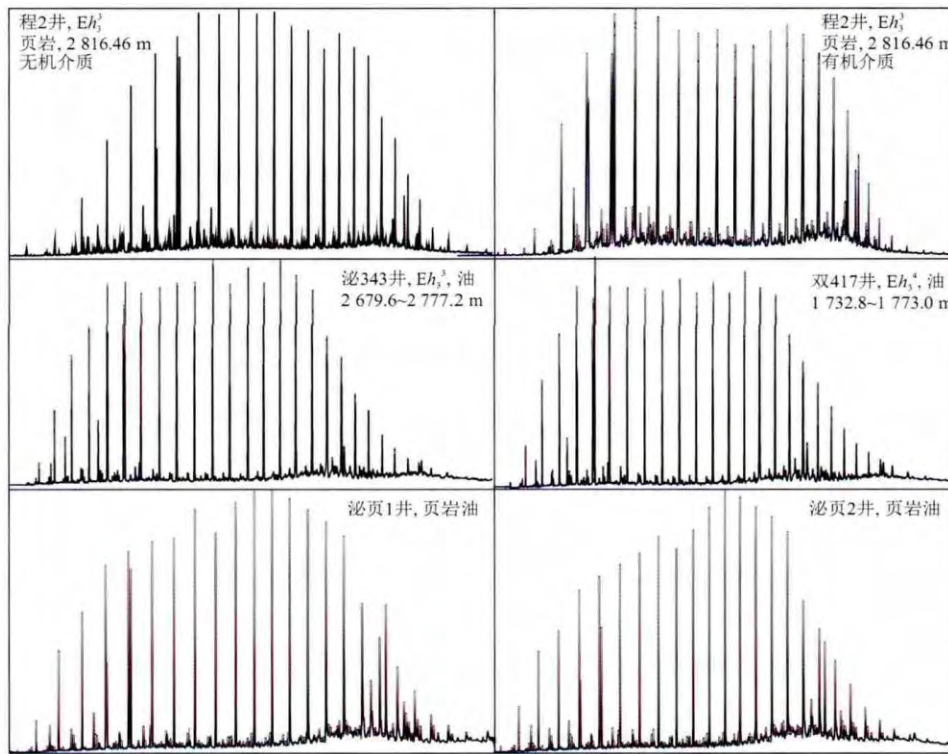 程2井, Eh₃³
页岩, 2 816.46 m
无机介质
程2井, Eh₃³
页岩, 2 816.46 m
有机介质
泌343井, Eh₃³, 油
2 679.6~2 777.2 m
双417井, Eh₃⁴, 油
1 732.8~1 773.0 m
泌页1井, 页岩油
泌页2井, 页岩油